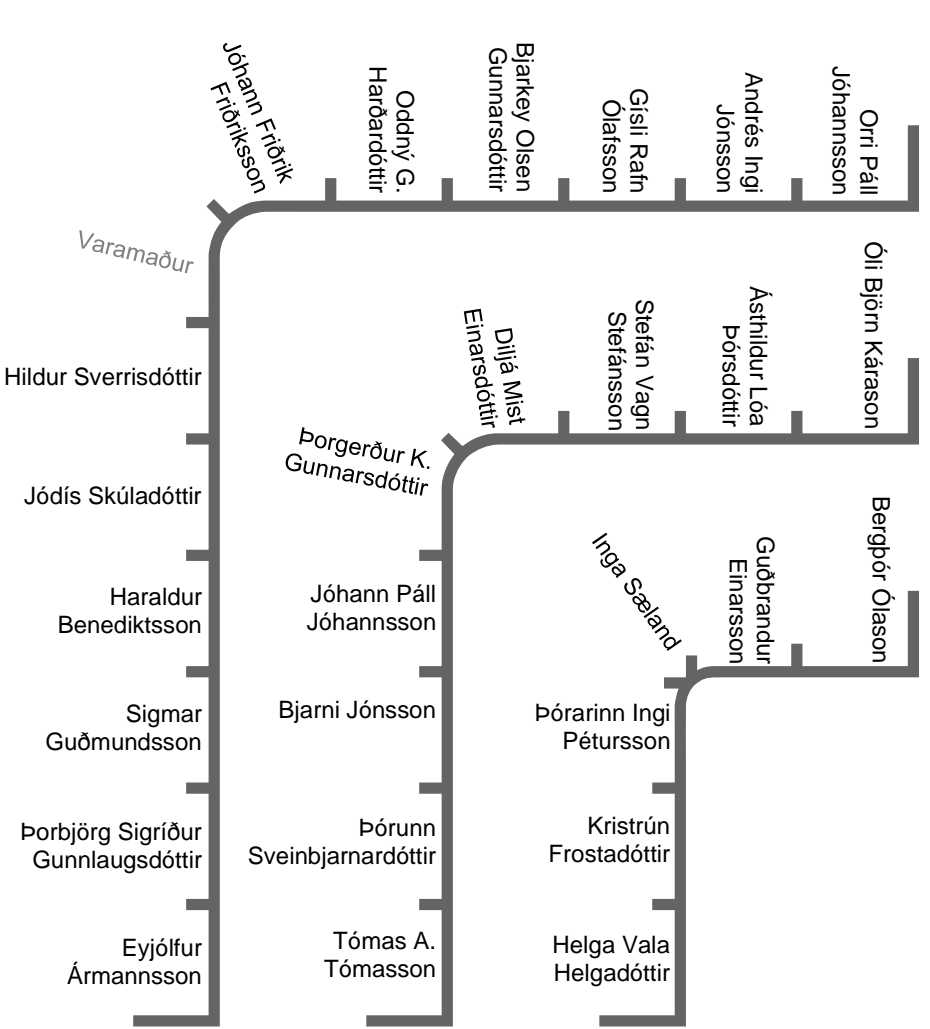 Jóhann Friðrik
Friðriksson
Oddný G.
Harðardóttir
Bjarkey Olsen
Gunnarsdóttir
Gísli Rafn
Ólafsson
Andrés Ingi
Jónsson
Orri Páll
Jóhannsson
Varamaður
Hildur Sverrisdóttir
Jódís Skúladóttir
Haraldur
Benediktsson
Sigmar
Guðmundsson
Þorbjörg Sigríður
Gunnlaugsdóttir
Eyjólfur
Ármannsson
Þorgerður K.
Gunnarsdóttir
Diljá Mist
Einarsdóttir
Stefán Vagn
Stefánsson
Ásthildur Lóa
Þórsdóttir
Óli Björn Kárason
Jóhann Páll
Jóhannsson
Bjarni Jónsson
Þórunn
Sveinbjarnardóttir
Tómas A.
Tómasson
Inga Sæland
Guðbrandur
Einarsson
Bergþór Ólason
Þórarinn Ingi
Pétursson
Kristrún
Frostadóttir
Helga Vala
Helgadóttir